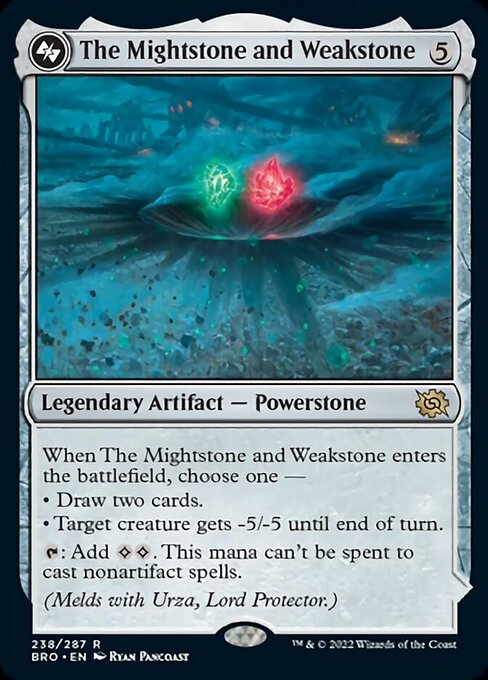 The Mightstone and Weakstone 5
Legendary Artifact — Powerstone
When The Mightstone and Weakstone enters
the battlefield, choose one —
• Draw two cards.
• Target creature gets -5/-5 until end of turn.
: Add . This mana can't be spent to
cast nonartifact spells.
(Melds with Urza, Lord Protector.)
238/287 R
BRO • EN Ryan Pancoast
™ & © 2022 Wizards of the Coast